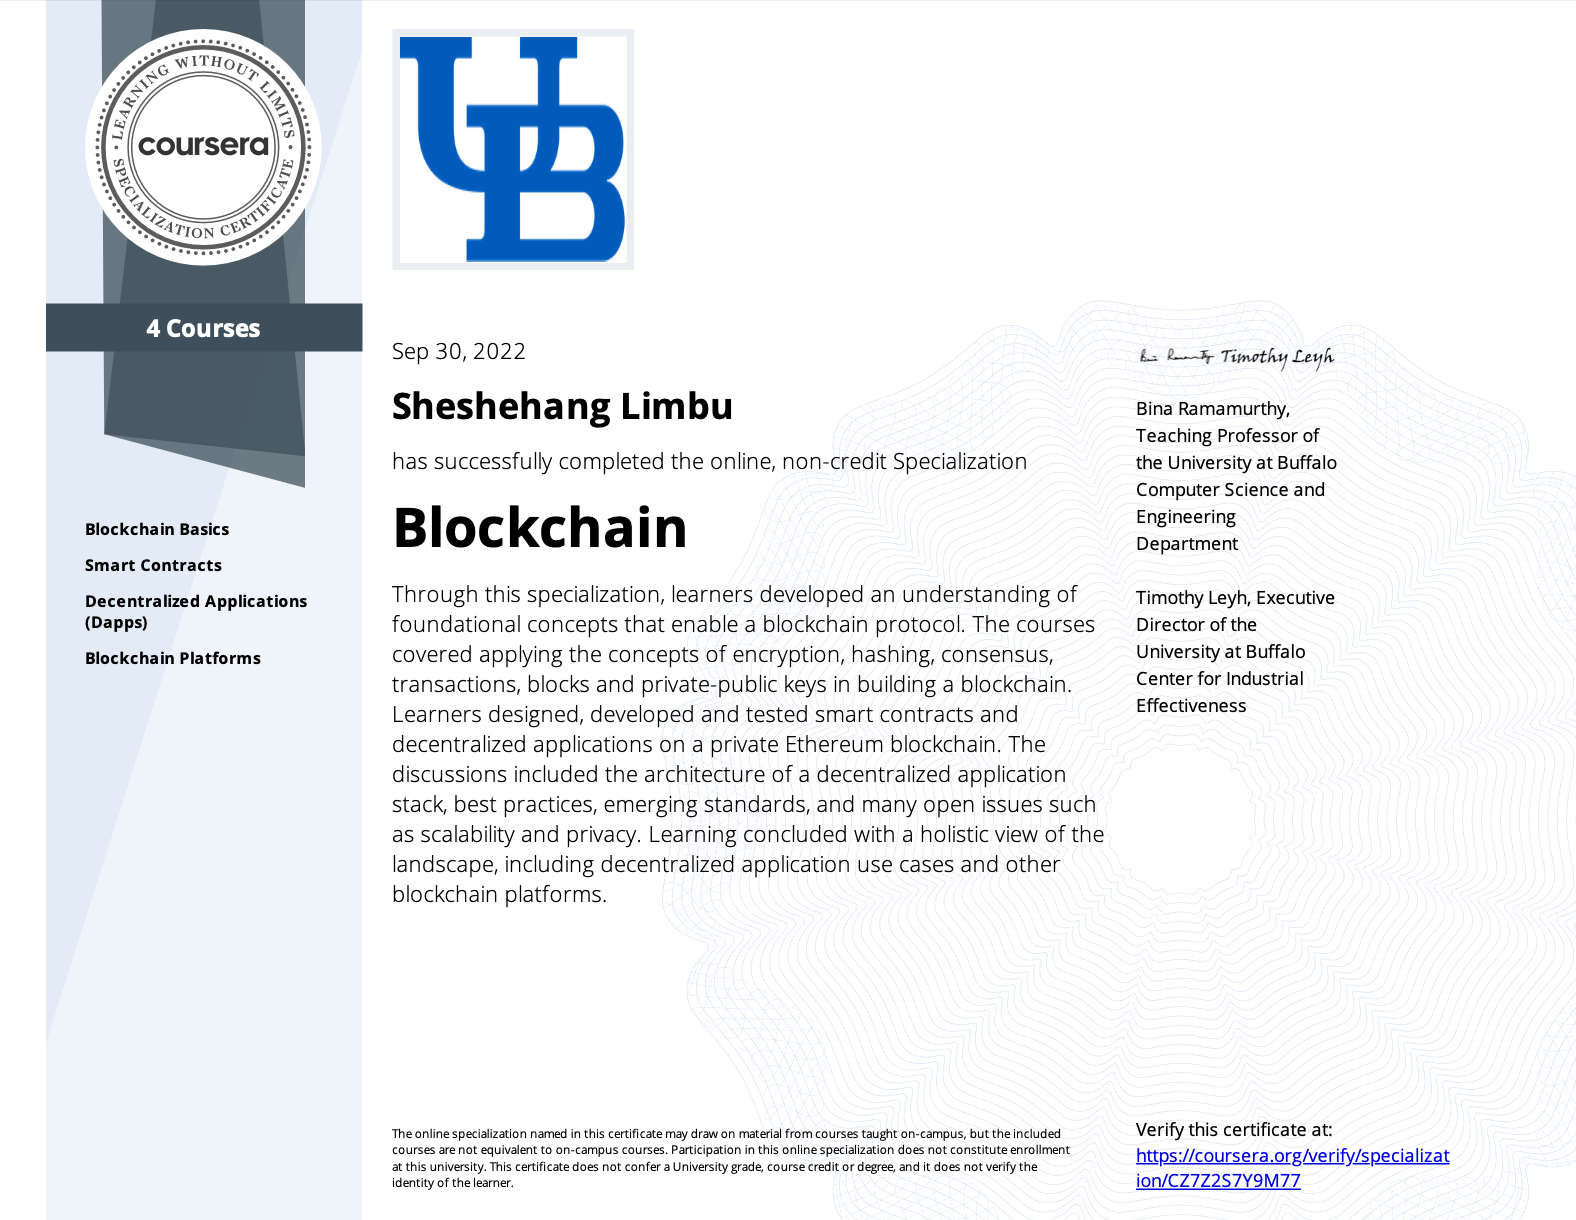 LEARNING WITHOUT LIMITS
coursera
SPECIALIZATION CERTIFICATE
4 Courses
Blockchain Basics
Smart Contracts
Decentralized Applications
(Dapps)
Blockchain Platforms
UB
Sep 30, 2022
Sheshehang Limbu
has successfully completed the online, non-credit Specialization
Blockchain
Through this specialization, learners developed an understanding of
foundational concepts that enable a blockchain protocol. The courses
covered applying the concepts of encryption, hashing, consensus,
transactions, blocks and private-public keys in building a blockchain.
Learners designed, developed and tested smart contracts and
decentralized applications on a private Ethereum blockchain. The
discussions included the architecture of a decentralized application
stack, best practices, emerging standards, and many open issues such
as scalability and privacy. Learning concluded with a holistic view of the
landscape, including decentralized application use cases and other
blockchain platforms.
Timothy Leyh
Bina Ramamurthy,
Teaching Professor of
the University at Buffalo
Computer Science and
Engineering
Department
Timothy Leyh, Executive
Director of the
University at Buffalo
Center for Industrial
Effectiveness
The online specialization named in this certificate may draw on material from courses taught on-campus, but the included
courses are not equivalent to on-campus courses. Participation in this online specialization does not constitute enrollment
at this university. This certificate does not confer a University grade, course credit or degree, and it does not verify the
identity of the learner.
Verify this certificate at:
https://coursera.org/verify/specializat
ion/CZ7Z2S7Y9M77